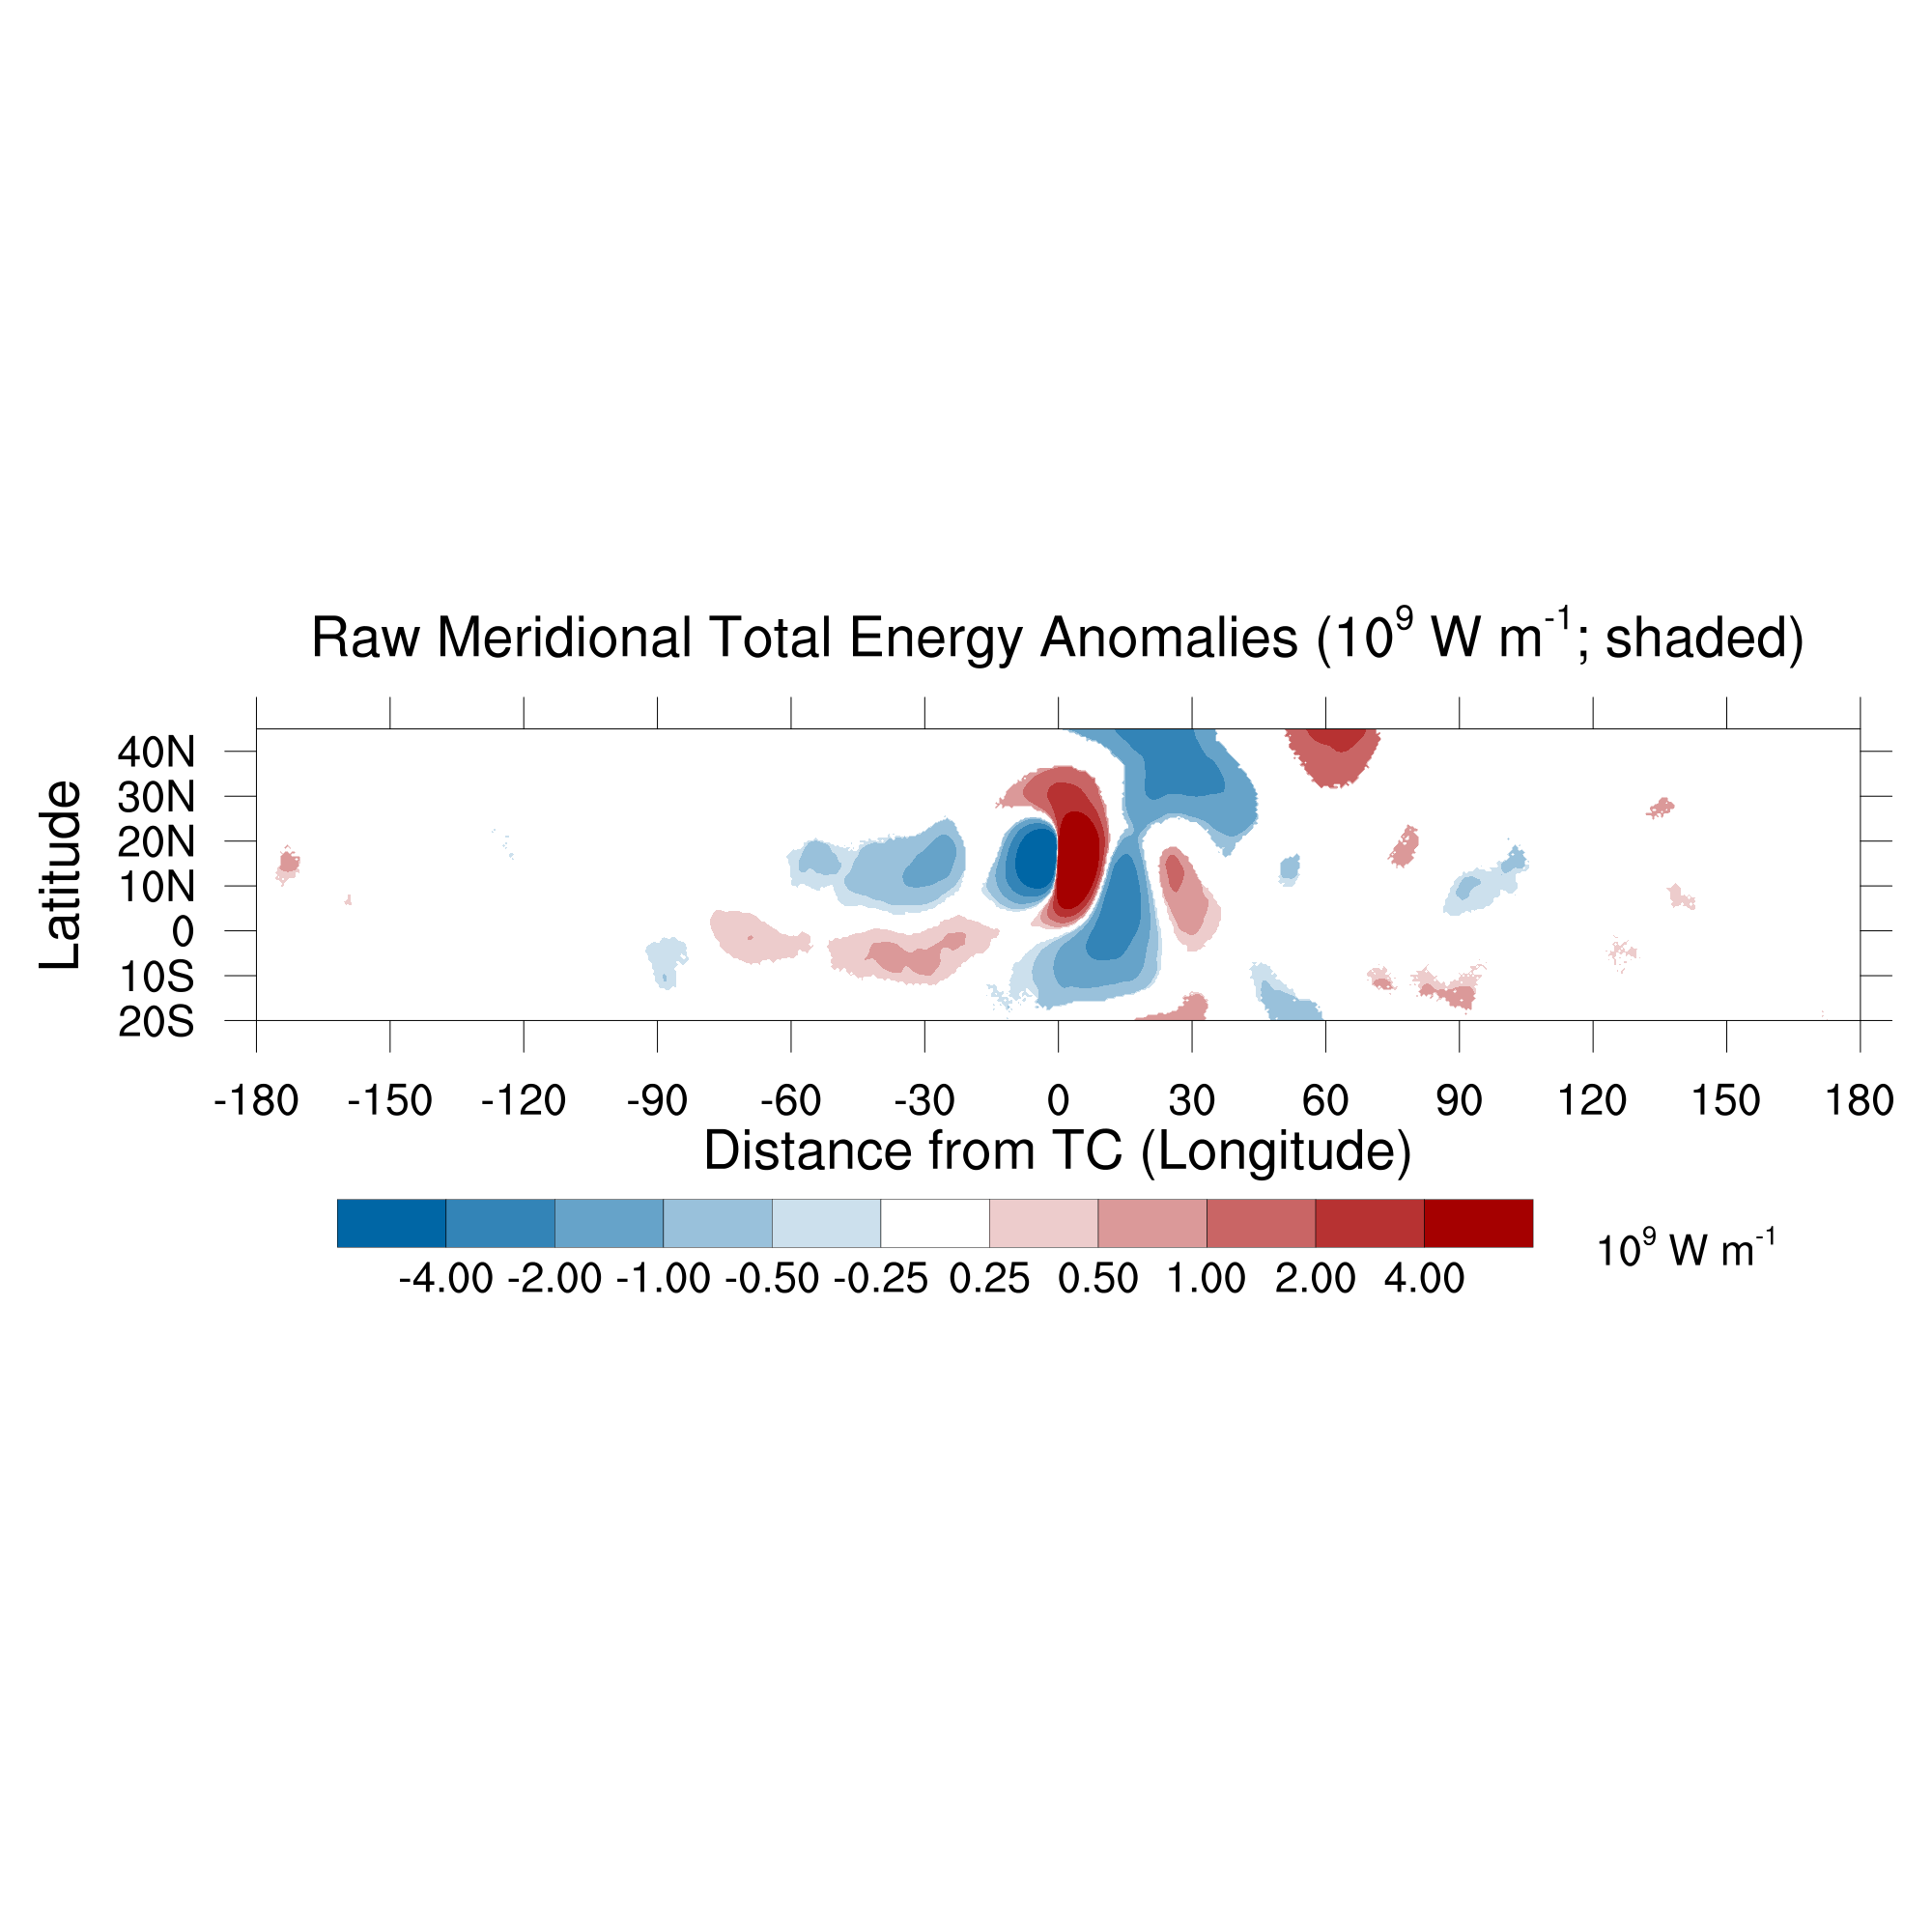 Raw Meridional Total Energy Anomalies (10⁹ W m⁻¹; shaded)
40N
30N
20N
10N
0
10S
20S
Latitude
-180 -150 -120 -90 -60 -30 0 30 60 90 120 150 180
Distance from TC (Longitude)
-4.00 -2.00 -1.00 -0.50 -0.25 0.25 0.50 1.00 2.00 4.00
10⁹ W m⁻¹